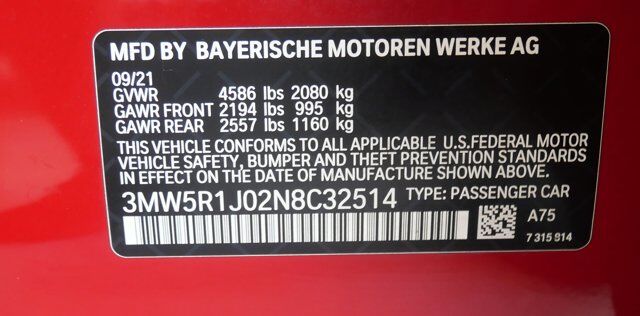 MFD BY BAYERISCHE MOTOREN WERKE AG
09/21
GVWR 4586 lbs 2080 kg
GAWR FRONT 2194 lbs 995 kg
GAWR REAR 2557 lbs 1160 kg
THIS VEHICLE CONFORMS TO ALL APPLICABLE U.S.FEDERAL MOTOR
VEHICLE SAFETY, BUMPER AND THEFT PREVENTION STANDARDS
IN EFFECT ON THE DATE OF MANUFACTURE SHOWN ABOVE.
3MW5R1J02N8C32514 TYPE: PASSENGER CAR
A75
7 315 914